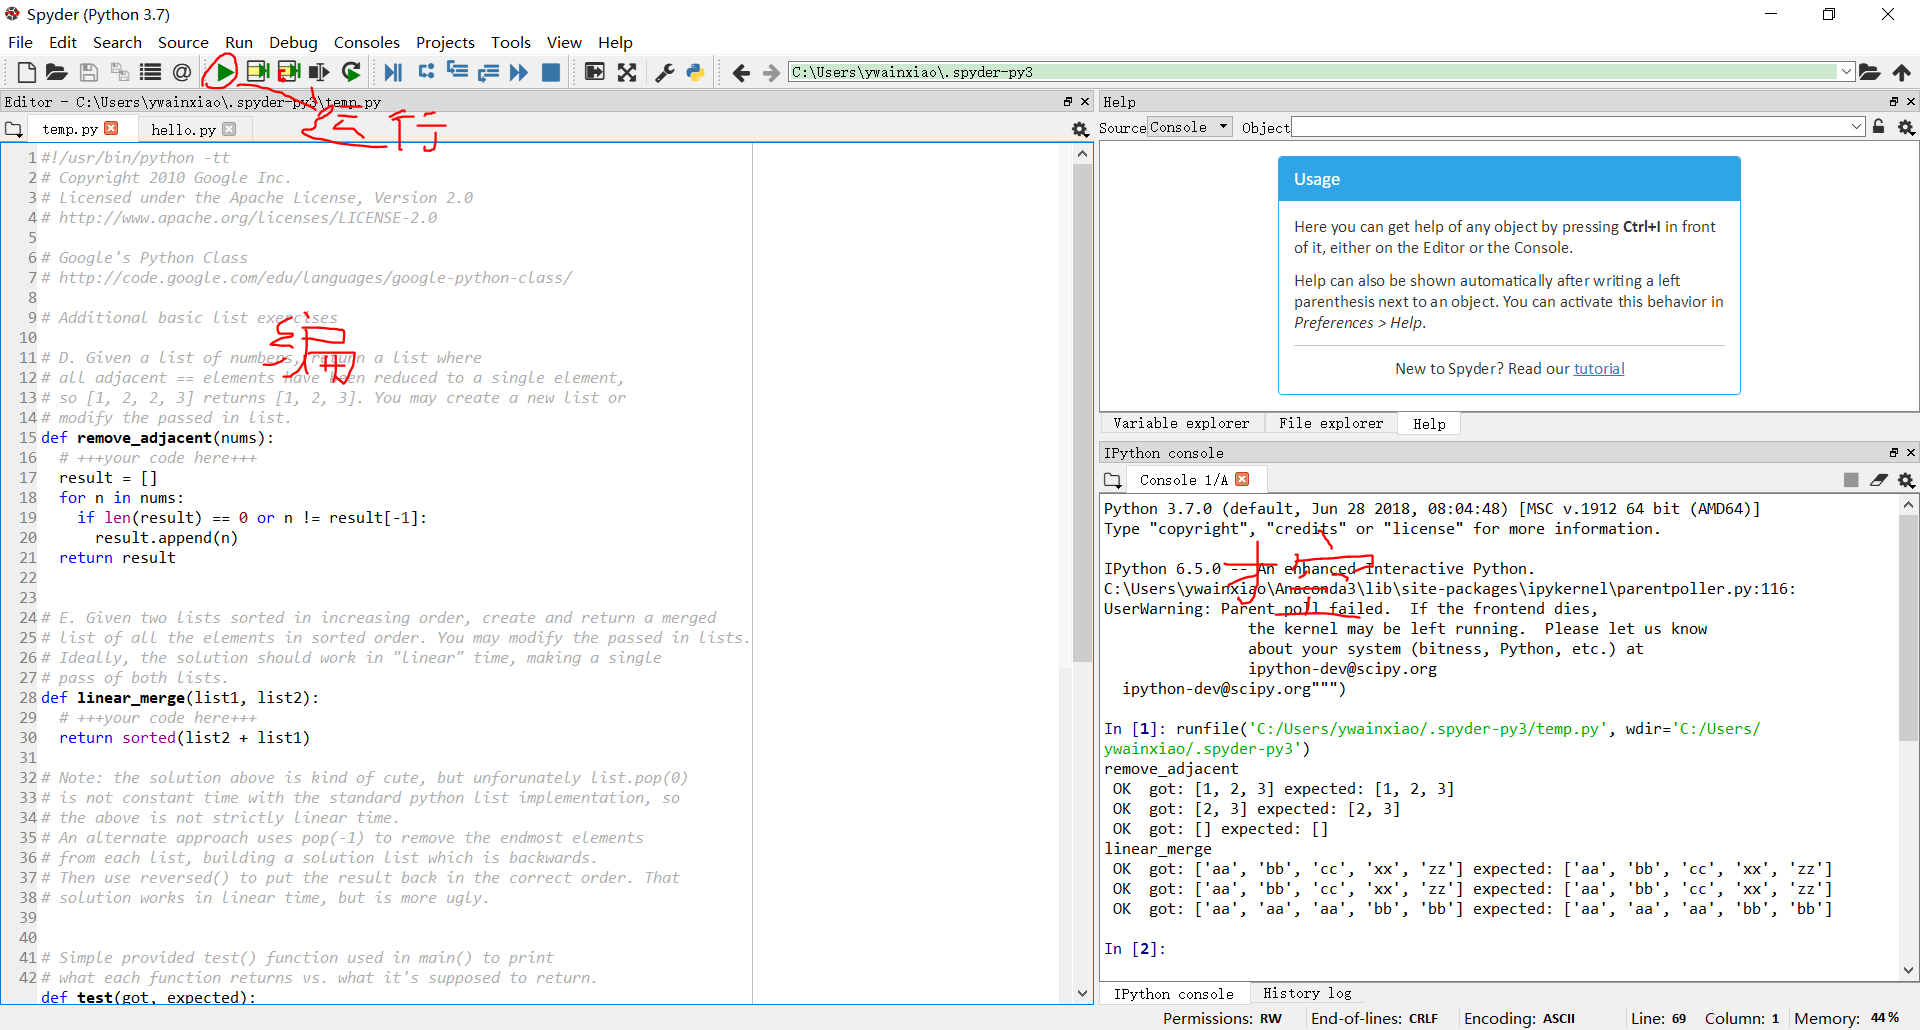 Spyder (Python 3.7)
File Edit Search Source Run Debug Consoles Projects Tools View Help
C:\Users\ywainxiao\.spyder-py3
Editor - C:\Users\ywainxiao\.spyder-py3\temp.py
运行
temp.py hello.py
1 #!/usr/bin/python -tt
2 # Copyright 2010 Google Inc.
3 # Licensed under the Apache License, Version 2.0
4 # http://www.apache.org/licenses/LICENSE-2.0
5
6 # Google's Python Class
7 # http://code.google.com/edu/languages/google-python-class/
8
9 # Additional basic list exercises
10
编
11 # D. Given a list of numbers, return a list where
12 # all adjacent == elements have been reduced to a single element,
13 # so [1, 2, 2, 3] returns [1, 2, 3]. You may create a new list or
14 # modify the passed in list.
15 def remove_adjacent(nums):
16 # +++your code here+++
17 result = []
18 for n in nums:
19 if len(result) == 0 or n != result[-1]:
20 result.append(n)
21 return result
22
23
24 # E. Given two lists sorted in increasing order, create and return a merged
25 # list of all the elements in sorted order. You may modify the passed in lists.
26 # Ideally, the solution should work in "linear" time, making a single
27 # pass of both lists.
28 def linear_merge(list1, list2):
29 # +++your code here+++
30 return sorted(list2 + list1)
31
32 # Note: the solution above is kind of cute, but unforunately list.pop(0)
33 # is not constant time with the standard python list implementation, so
34 # the above is not strictly linear time.
35 # An alternate approach uses pop(-1) to remove the endmost elements
36 # from each list, building a solution list which is backwards.
37 # Then use reversed() to put the result back in the correct order. That
38 # solution works in linear time, but is more ugly.
39
40
41 # Simple provided test() function used in main() to print
42 # what each function returns vs. what it's supposed to return.
def test(got, expected):
Help
Source Console Object
Usage
Here you can get help of any object by pressing Ctrl+I in front
of it, either on the Editor or the Console.
Help can also be shown automatically after writing a left
parenthesis next to an object. You can activate this behavior in
Preferences > Help.
New to Spyder? Read our tutorial
Variable explorer File explorer Help
IPython console
Console 1/A
Python 3.7.0 (default, Jun 28 2018, 08:04:48) [MSC v.1912 64 bit (AMD64)]
Type "copyright", "credits" or "license" for more information.
控
IPython 6.5.0 -- An enhanced Interactive Python.
C:\Users\ywainxiao\Anaconda3\lib\site-packages\ipykernel\parentpoller.py:116:
UserWarning: Parent poll failed. If the frontend dies,
the kernel may be left running. Please let us know
about your system (bitness, Python, etc.) at
ipython-dev@scipy.org
ipython-dev@scipy.org""")
In [1]: runfile('C:/Users/ywainxiao/.spyder-py3/temp.py', wdir='C:/Users/
ywainxiao/.spyder-py3')
remove_adjacent
OK got: [1, 2, 3] expected: [1, 2, 3]
OK got: [2, 3] expected: [2, 3]
OK got: [] expected: []
linear_merge
OK got: ['aa', 'bb', 'cc', 'xx', 'zz'] expected: ['aa', 'bb', 'cc', 'xx', 'zz']
OK got: ['aa', 'bb', 'cc', 'xx', 'zz'] expected: ['aa', 'bb', 'cc', 'xx', 'zz']
OK got: ['aa', 'aa', 'aa', 'bb', 'bb'] expected: ['aa', 'aa', 'aa', 'bb', 'bb']
In [2]:
IPython console History log
Permissions: RW End-of-lines: CRLF Encoding: ASCII Line: 69 Column: 1 Memory: 44 %